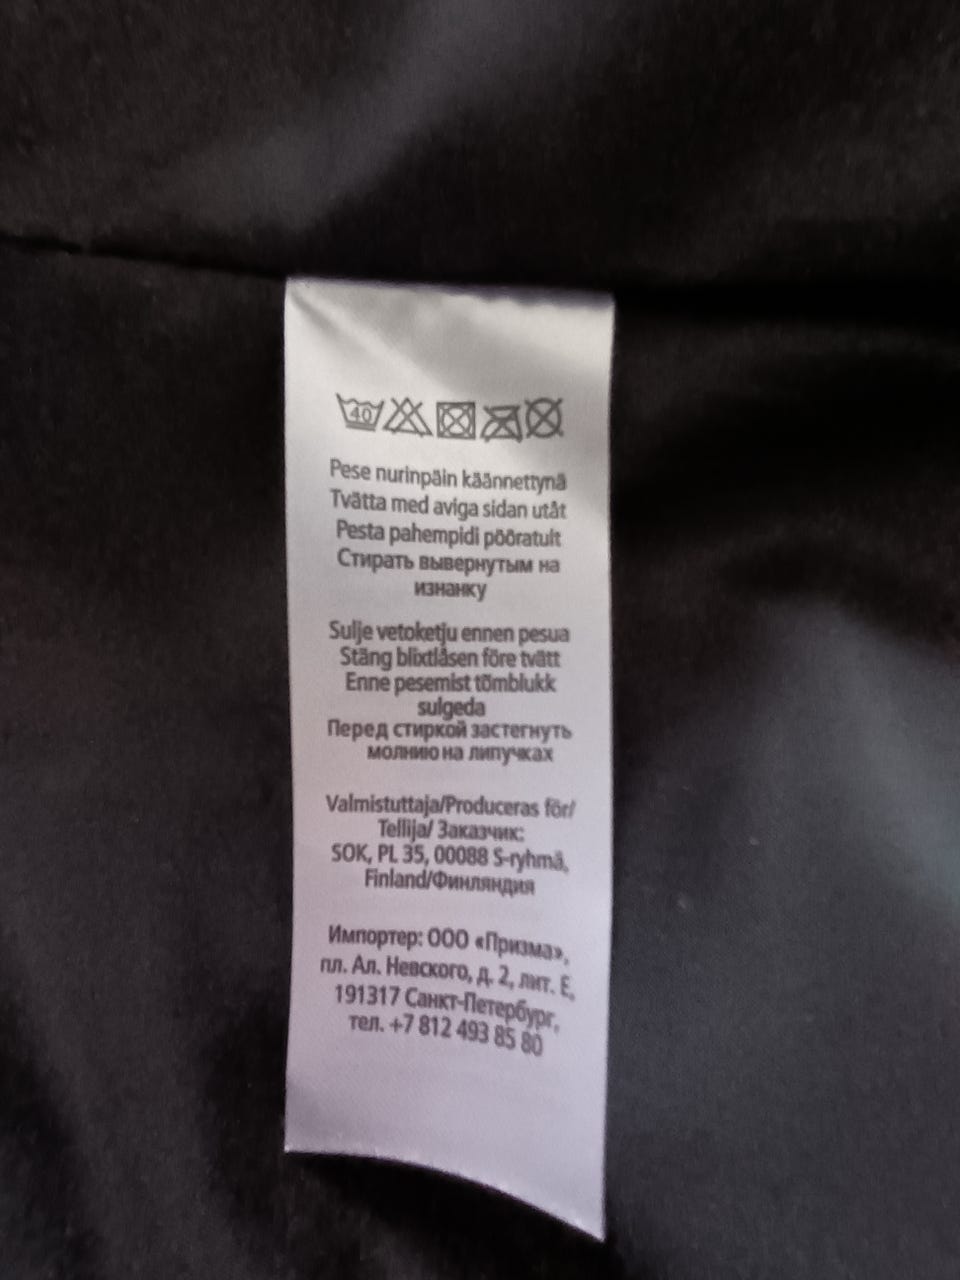 40
Pese nurinpäin käännettynä
Tvätta med aviga sidan utåt
Pesta pahempidi pööratult
Стирать вывернутым на
изнанку
Sulje vetoketju ennen pesua
Stäng blixtlåsen före tvätt
Enne pesemist tõmblukk
sulgeda
Перед стиркой застегнуть
молнию на липучках
Valmistuttaja/Produceras för/
Tellija/ Заказчик:
SOK, PL 35, 00088 S-ryhmä,
Finland/Финляндия
Импортер: ООО «Призма»,
пл. Ал. Невского, д. 2, лит. Е,
191317 Санкт-Петербург,
тел. +7 812 493 85 80